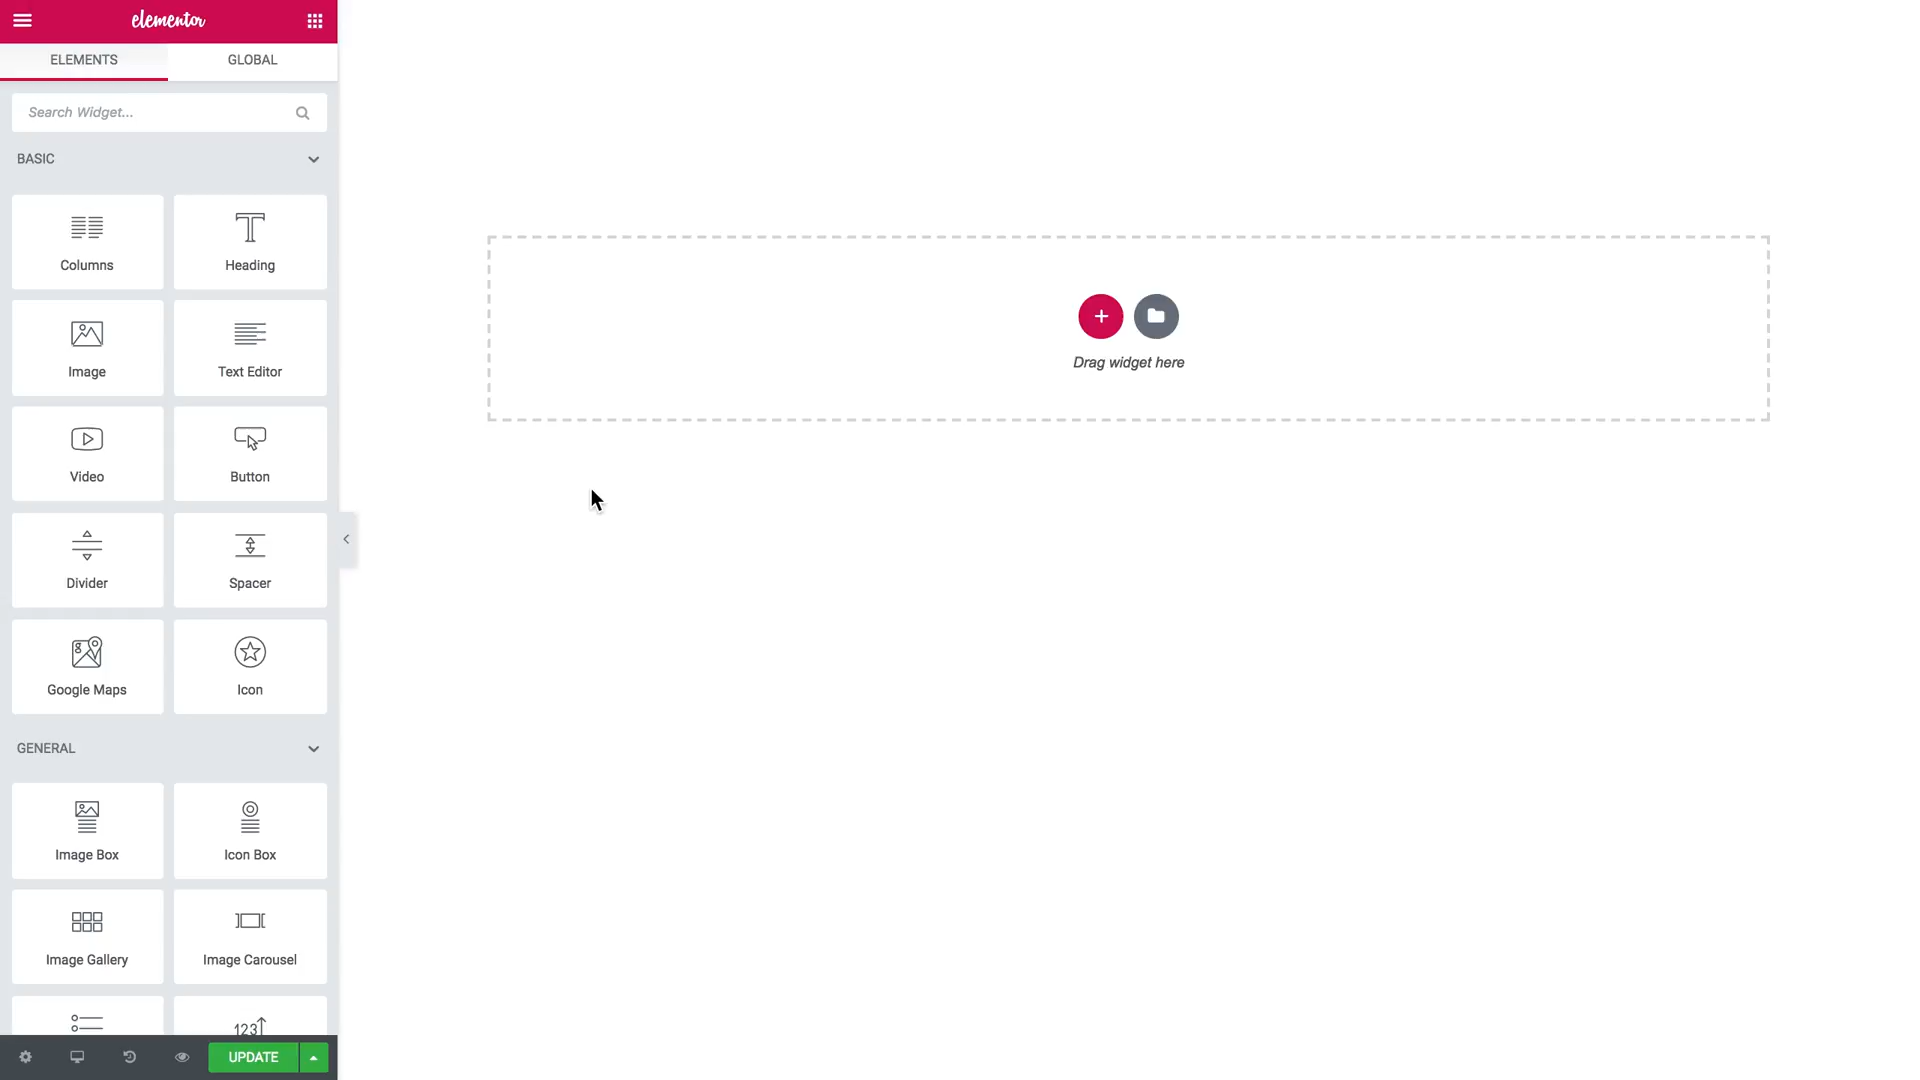 elementor
ELEMENTS GLOBAL
Search Widget...
BASIC
Columns Heading
Image Text Editor
Video Button
Divider Spacer
Google Maps Icon
GENERAL
Image Box Icon Box
Image Gallery Image Carousel
123
UPDATE
Drag widget here